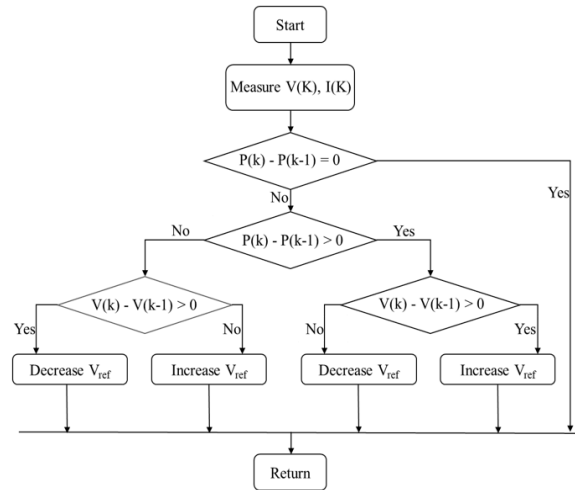 Start
Measure V(K), I(K)
P(k) - P(k-1) = 0
Yes
No
P(k) - P(k-1) > 0
No
Yes
V(k) - V(k-1) > 0
V(k) - V(k-1) > 0
Yes
No
No
Yes
Decrease Vref
Increase Vref
Decrease Vref
Increase Vref
Return